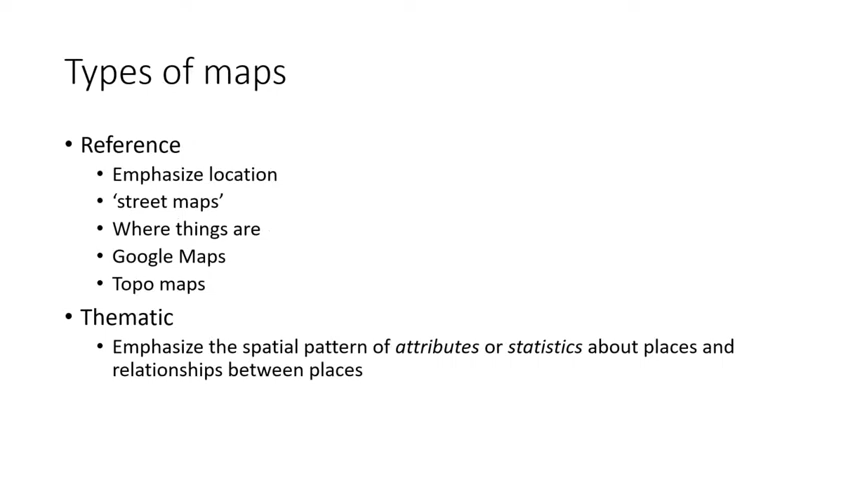 Types of maps
• Reference
• Emphasize location
• ‘street maps’
• Where things are
• Google Maps
• Topo maps
• Thematic
• Emphasize the spatial pattern of attributes or statistics about places and
relationships between places